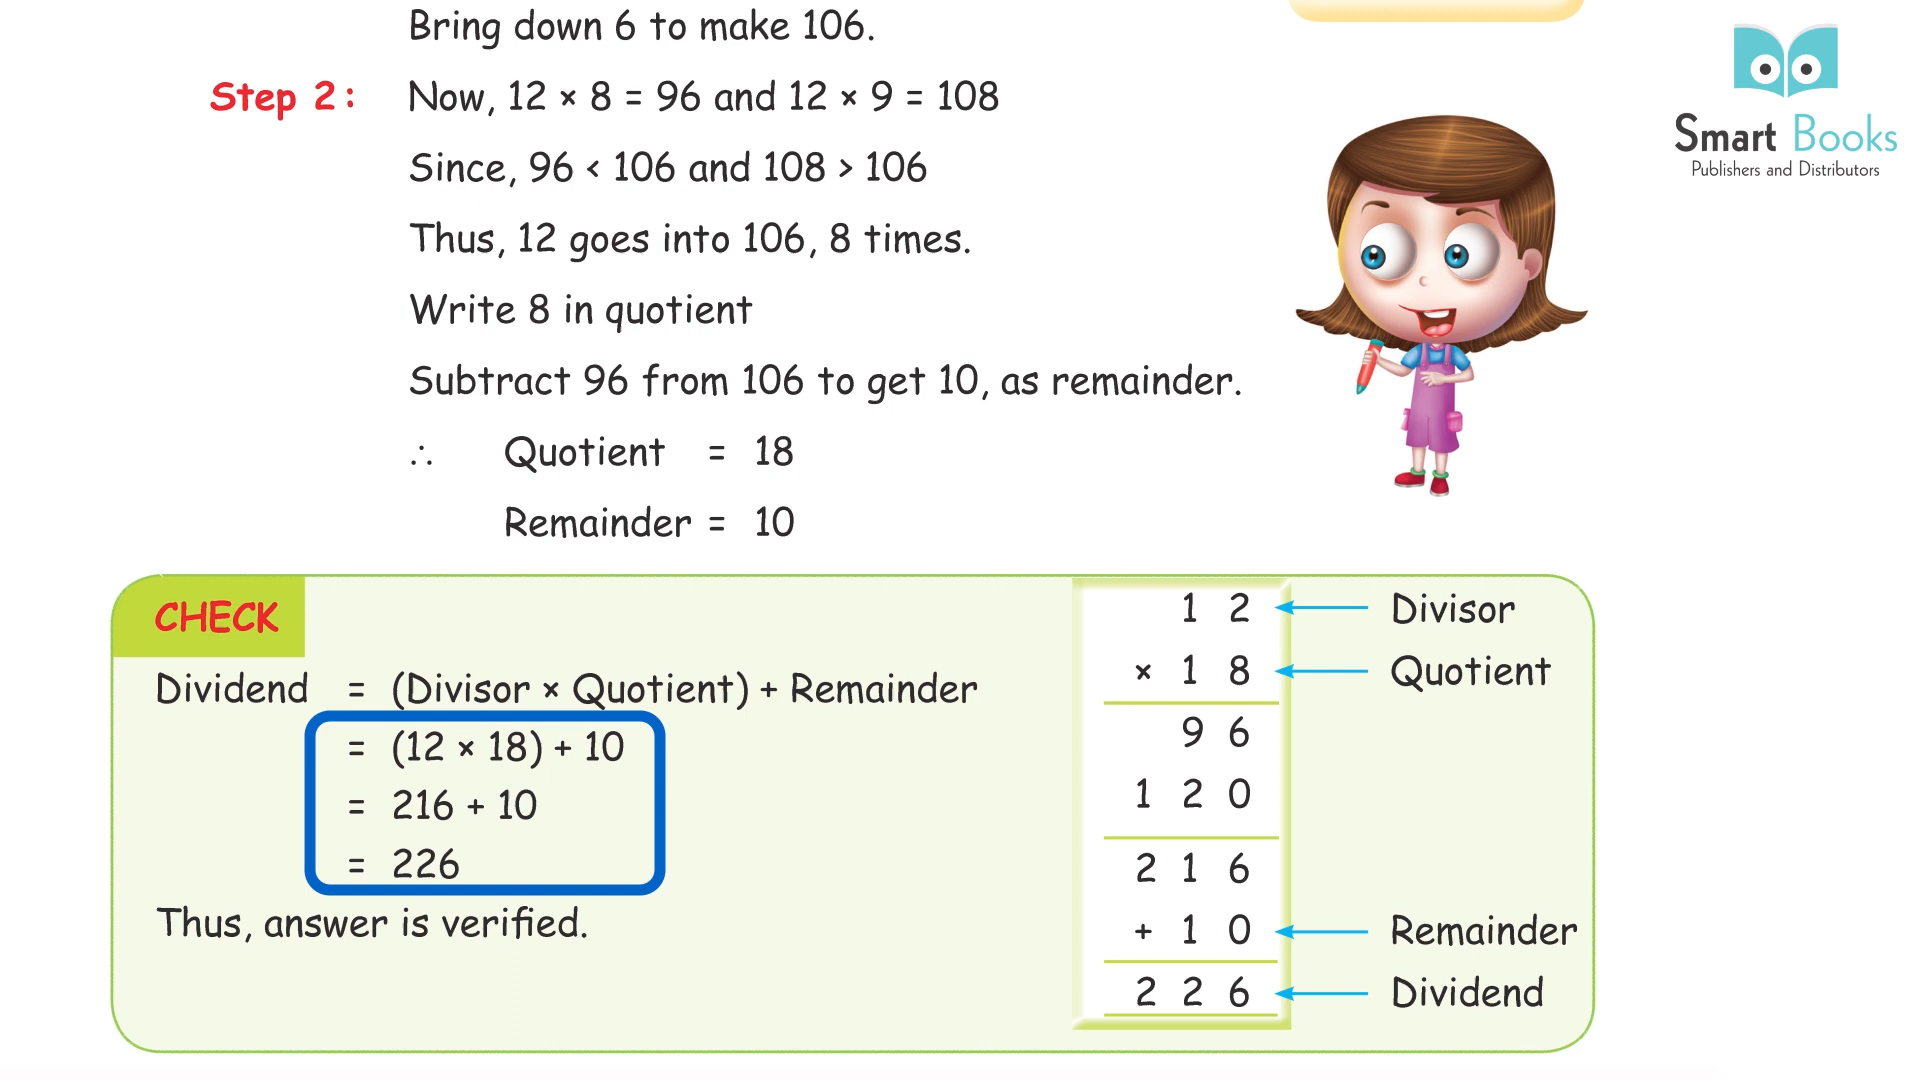 Bring down 6 to make 106.
Smart Books
Publishers and Distributors
Step 2 : Now, 12 × 8 = 96 and 12 × 9 = 108
Since, 96 < 106 and 108 > 106
Thus, 12 goes into 106, 8 times.
Write 8 in quotient
Subtract 96 from 106 to get 10, as remainder.
∴ Quotient = 18
Remainder = 10
CHECK
Dividend = (Divisor × Quotient) + Remainder
= (12 × 18) + 10
= 216 + 10
= 226
Thus, answer is verified.
1 2 Divisor
× 1 8 Quotient
9 6
1 2 0
2 1 6
+ 1 0 Remainder
2 2 6 Dividend